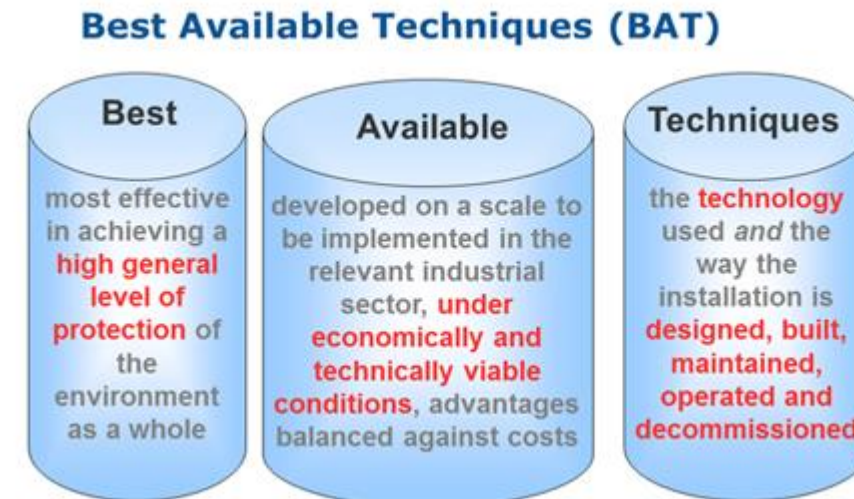 Best Available Techniques (BAT)
Best
most effective
in achieving a
high general
level of
protection of
the
environment
as a whole
Available
developed on a scale to
be implemented in the
relevant industrial
sector, under
economically and
technically viable
conditions, advantages
balanced against costs
Techniques
the technology
used and the
way the
installation is
designed, built,
maintained,
operated and
decommissioned